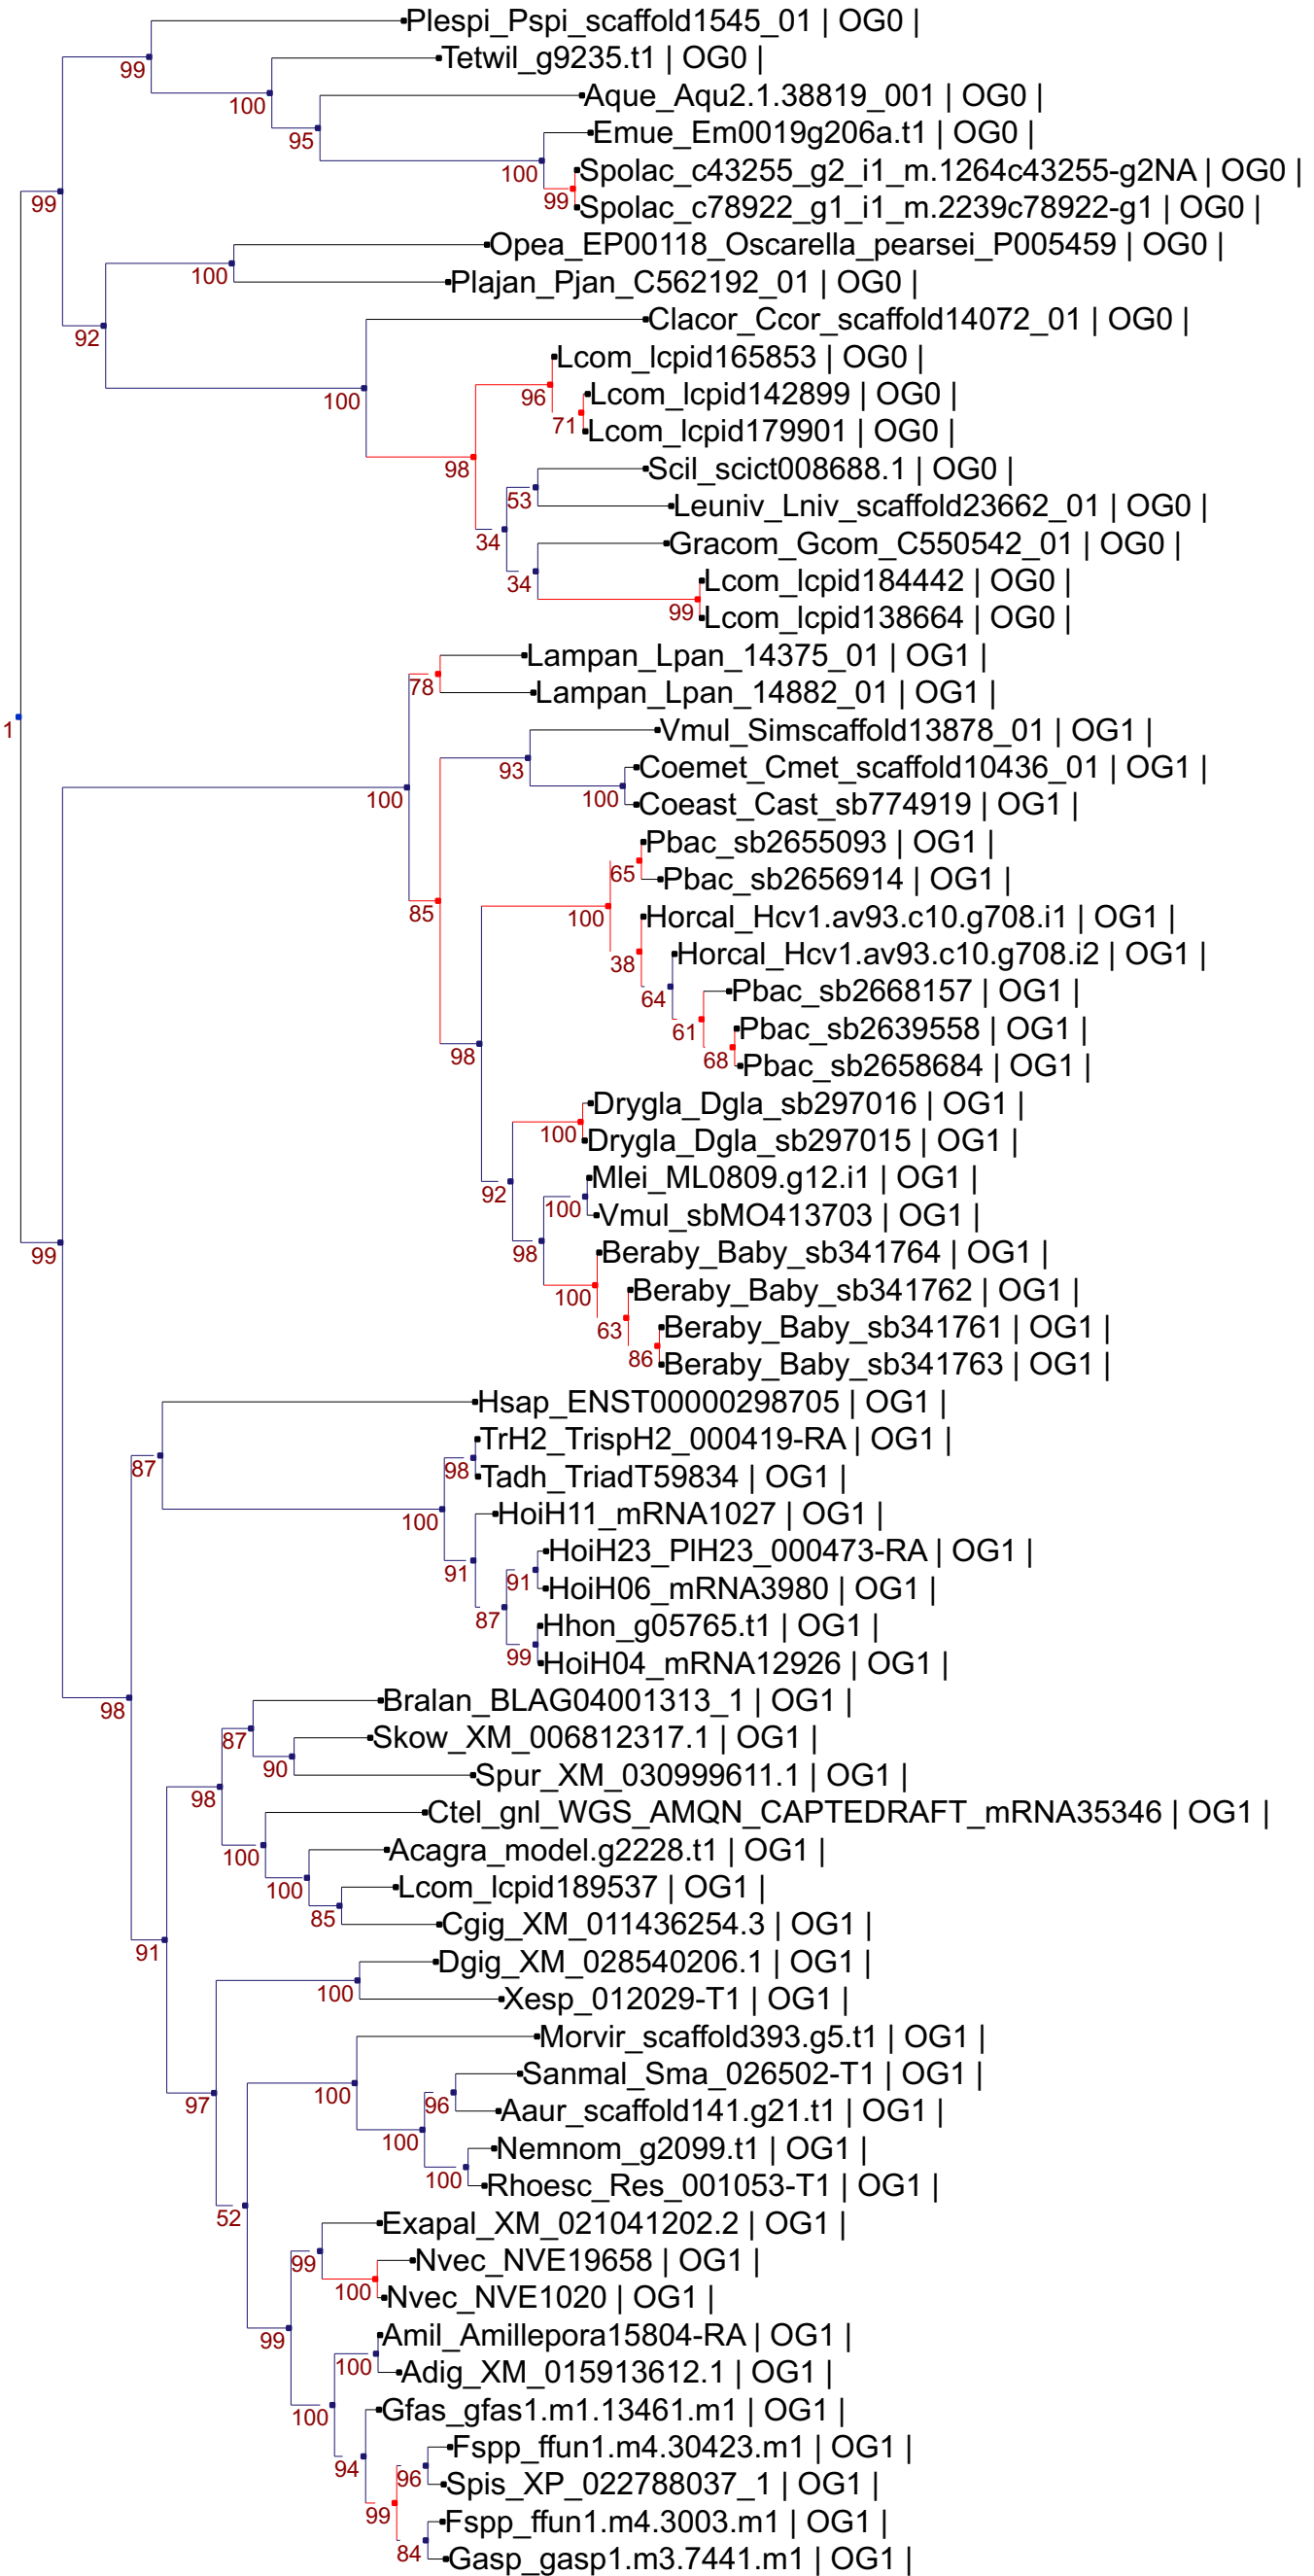 Plespi_Pspi_scaffold1545_01 | OG0 |
Tetwil_g9235.t1 | OG0 |
99
100
Aque_Aqu2.1.38819_001 | OG0 |
Emue_Em0019g206a.t1 | OG0 |
95
100
Spolac_c43255_g2_i1_m.1264c43255-g2NA | OG0 |
99
Spolac_c78922_g1_i1_m.2239c78922-g1 | OG0 |
99
Opea_EP00118_Oscarella_pearsei_P005459 | OG0 |
100
Plajan_Pjan_C562192_01 | OG0 |
Clacor_Ccor_scaffold14072_01 | OG0 |
92
Lcom_lcpid165853 | OG0 |
100
96
Lcom_lcpid142899 | OG0 |
71
Lcom_lcpid179901 | OG0 |
98
Scil_scict008688.1 | OG0 |
53
Leuniv_Lniv_scaffold23662_01 | OG0 |
34
Gracom_Gcom_C550542_01 | OG0 |
34
Lcom_lcpid184442 | OG0 |
99
Lcom_lcpid138664 | OG0 |
Lampan_Lpan_14375_01 | OG1 |
78
Lampan_Lpan_14882_01 | OG1 |
1
Vmul_Simscaffold13878_01 | OG1 |
93
Coemet_Cmet_scaffold10436_01 | OG1 |
100
100
Coeast_Cast_sb774919 | OG1 |
Pbac_sb2655093 | OG1 |
65
Pbac_sb2656914 | OG1 |
85
100
Horcal_Hcv1.av93.c10.g708.i1 | OG1 |
38
Horcal_Hcv1.av93.c10.g708.i2 | OG1 |
64
Pbac_sb2668157 | OG1 |
61
Pbac_sb2639558 | OG1 |
98
68
Pbac_sb2658684 | OG1 |
Drygla_Dgla_sb297016 | OG1 |
100
Drygla_Dgla_sb297015 | OG1 |
Mlei_ML0809.g12.i1 | OG1 |
92
100
Vmul_sbMO413703 | OG1 |
99
98
Beraby_Baby_sb341764 | OG1 |
100
Beraby_Baby_sb341762 | OG1 |
63
Beraby_Baby_sb341761 | OG1 |
86
Beraby_Baby_sb341763 | OG1 |
Hsap_ENST00000298705 | OG1 |
TrH2_TrispH2_000419-RA | OG1 |
87
98
Tadh_TriadT59834 | OG1 |
HoiH11_mRNA1027 | OG1 |
100
HoiH23_PlH23_000473-RA | OG1 |
91
91
HoiH06_mRNA3980 | OG1 |
87
Hhon_g05765.t1 | OG1 |
99
HoiH04_mRNA12926 | OG1 |
Bralan_BLAG04001313_1 | OG1 |
98
Skow_XM_006812317.1 | OG1 |
87
90
Spur_XM_030999611.1 | OG1 |
98
Ctel_gnl_WGS_AMQN_CAPTEDRAFT_mRNA35346 | OG1 |
Acagra_model.g2228.t1 | OG1 |
100
Lcom_lcpid189537 | OG1 |
100
85
Cgig_XM_011436254.3 | OG1 |
91
Dgig_XM_028540206.1 | OG1 |
100
Xesp_012029-T1 | OG1 |
Morvir_scaffold393.g5.t1 | OG1 |
Sanmal_Sma_026502-T1 | OG1 |
100
97
96
Aaur_scaffold141.g21.t1 | OG1 |
100
Nemnom_g2099.t1 | OG1 |
100
Rhoesc_Res_001053-T1 | OG1 |
52
Exapal_XM_021041202.2 | OG1 |
99
Nvec_NVE19658 | OG1 |
100
Nvec_NVE1020 | OG1 |
99
Amil_Amillepora15804-RA | OG1 |
100
Adig_XM_015913612.1 | OG1 |
100
Gfas_gfas1.m1.13461.m1 | OG1 |
Fspp_ffun1.m4.30423.m1 | OG1 |
94
96
Spis_XP_022788037_1 | OG1 |
99
Fspp_ffun1.m4.3003.m1 | OG1 |
84
Gasp_gasp1.m3.7441.m1 | OG1 |